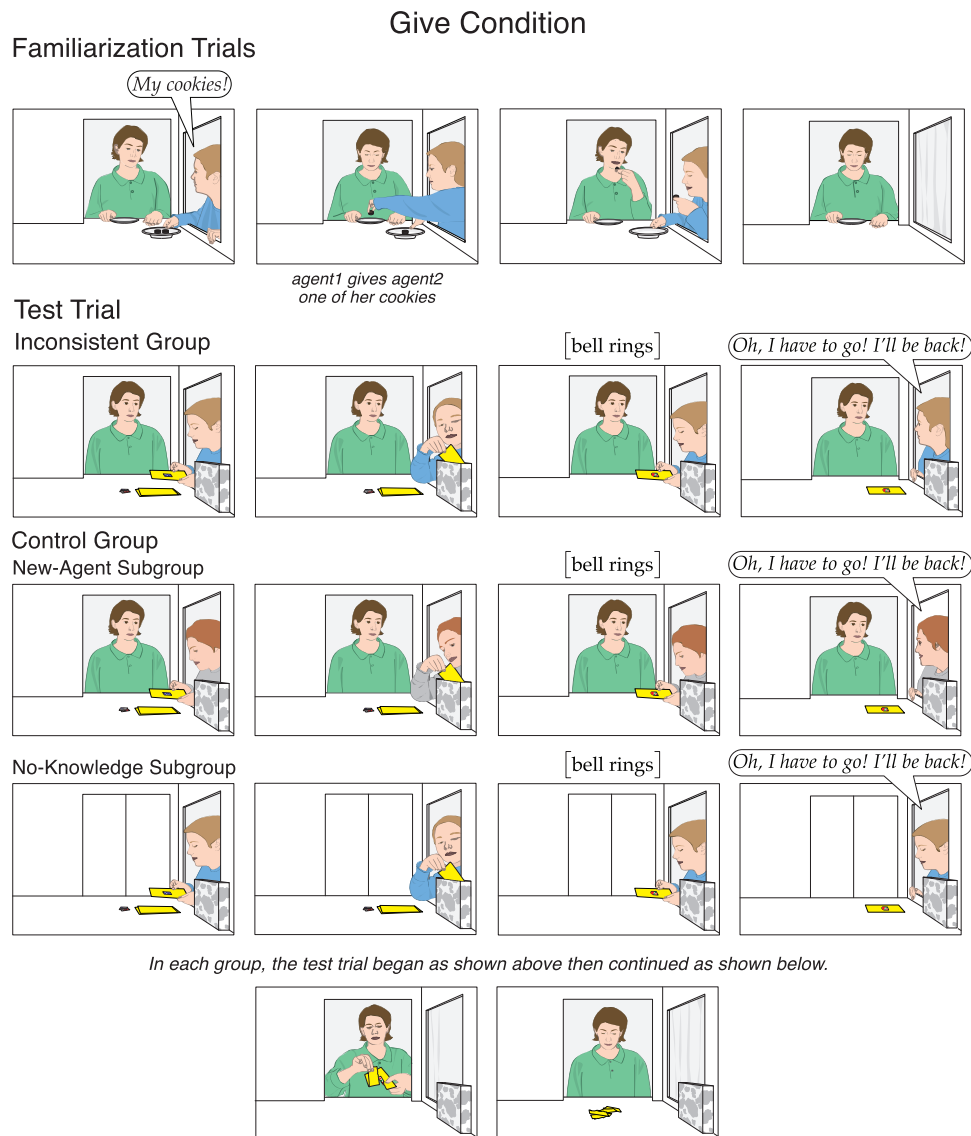 Give Condition
Familiarization Trials
My cookies!
agent1 gives agent2
one of her cookies
Test Trial
Inconsistent Group
[bell rings]
Oh, I have to go! I'll be back!
Control Group
New-Agent Subgroup
[bell rings]
Oh, I have to go! I'll be back!
No-Knowledge Subgroup
[bell rings]
Oh, I have to go! I'll be back!
In each group, the test trial began as shown above then continued as shown below.